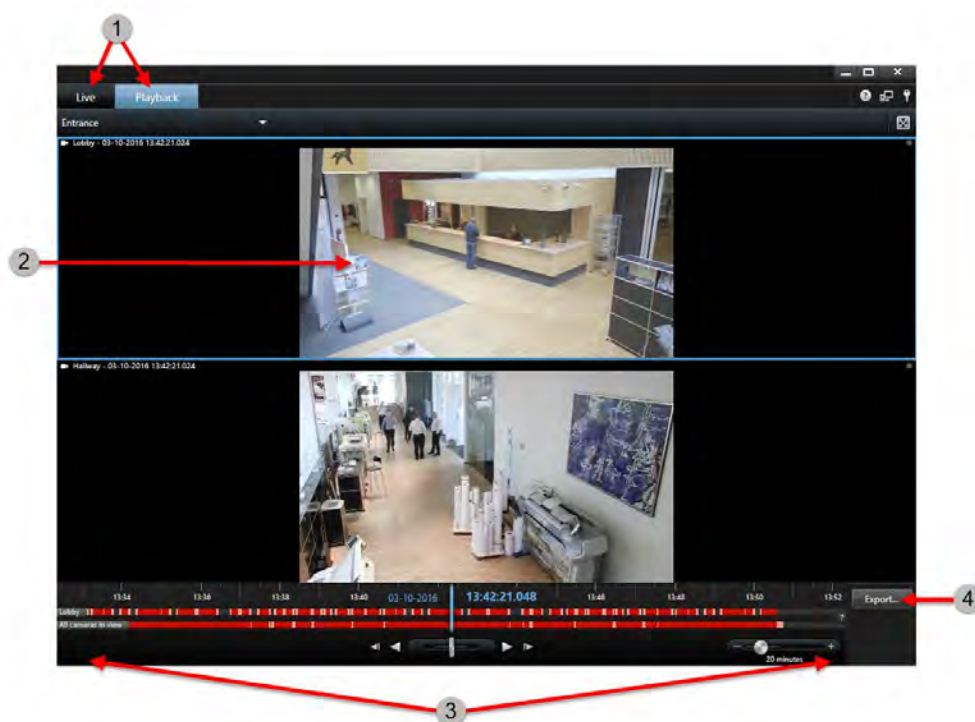 1
Live Playback
Entrance
Lobby - 03-10-2016 13:42:21.024
2
Hallway - 03-10-2016 13:42:21.024
13:34 13:36 13:38 13:40 03-10-2016 13:42:21.048 13:46 13:48 13:50 13:52 Export...
4
Lobby
?
All cameras in view
20 minutes
3